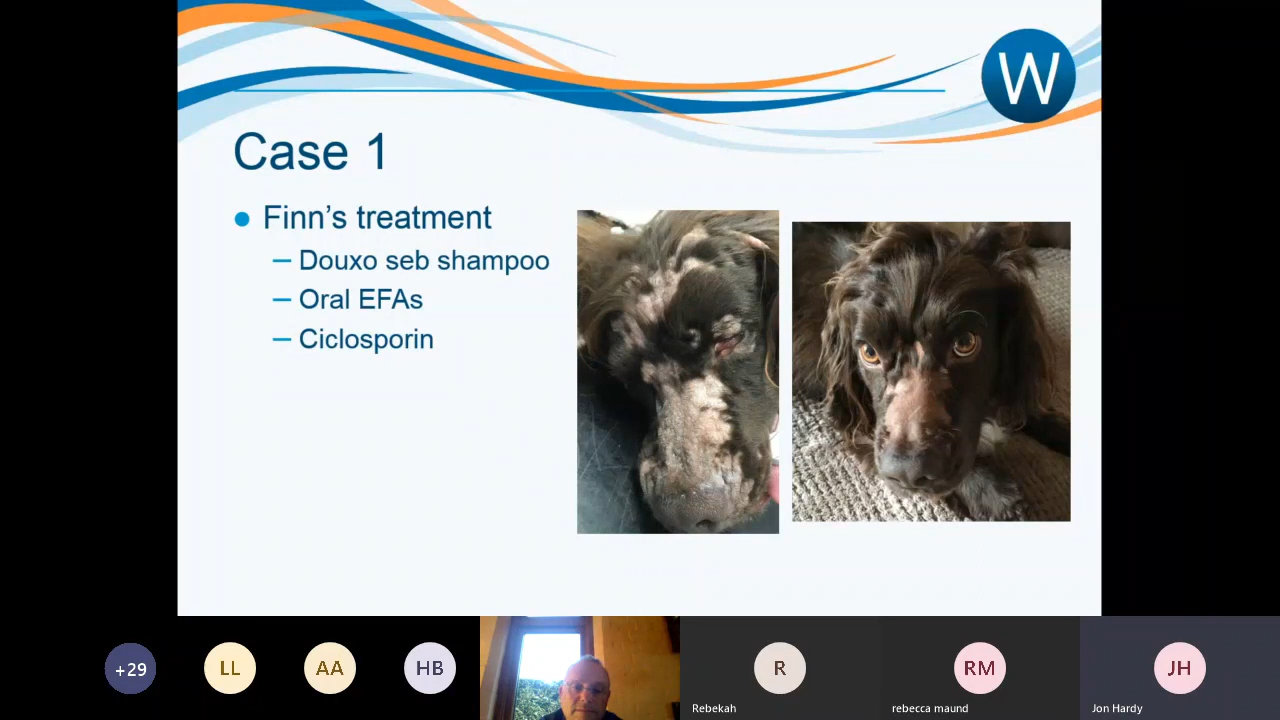 W
Case 1
● Finn’s treatment
– Douxo seb shampoo
– Oral EFAs
– Ciclosporin
+29
LL
AA
HB
R
RM
JH
Rebekah
rebecca maund
Jon Hardy